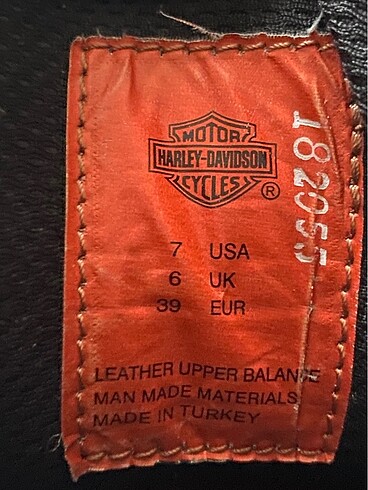 MOTOR
HARLEY-DAVIDSON
CYCLES®
7 USA
6 UK
39 EUR
LEATHER UPPER BALANCE
MAN MADE MATERIALS
MADE IN TURKEY
182055